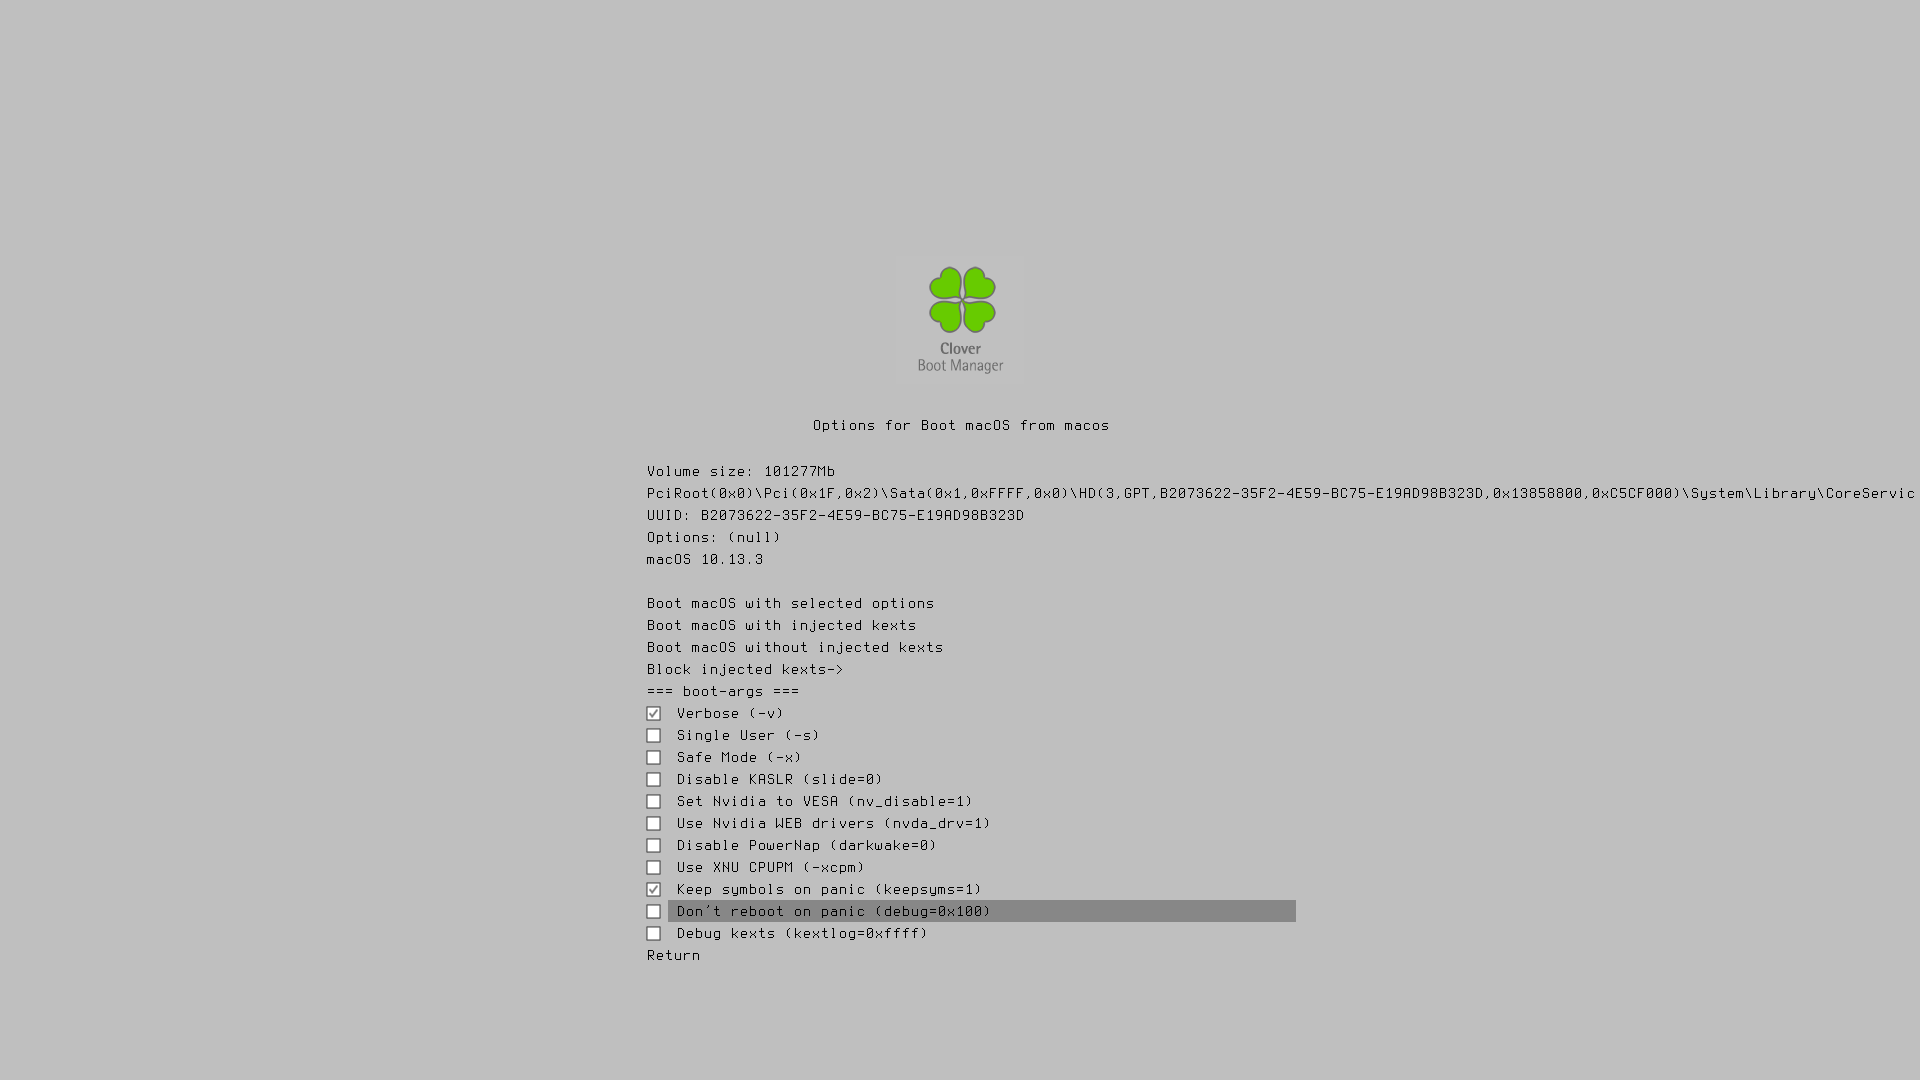 Clover
Boot Manager
Options for Boot macOS from macos
Volume size: 101277Mb
PciRoot(0x0)\Pci(0x1F,0x2)\Sata(0x1,0xFFFF,0x0)\HD(3,GPT,B2073622-35F2-4E59-BC75-E19AD98B323D,0x13858800,0xC5CF000)\System\Library\CoreServic
UUID: B2073622-35F2-4E59-BC75-E19AD98B323D
Options: (null)
macOS 10.13.3
Boot macOS with selected options
Boot macOS with injected kexts
Boot macOS without injected kexts
Block injected kexts->
=== boot-args ===
Verbose (-v)
Single User (-s)
Safe Mode (-x)
Disable KASLR (slide=0)
Set Nvidia to VESA (nv_disable=1)
Use Nvidia WEB drivers (nvda_drv=1)
Disable PowerNap (darkwake=0)
Use XNU CPUPM (-xcpm)
Keep symbols on panic (keepsyms=1)
Don't reboot on panic (debug=0x100)
Debug kexts (kextlog=0xffff)
Return